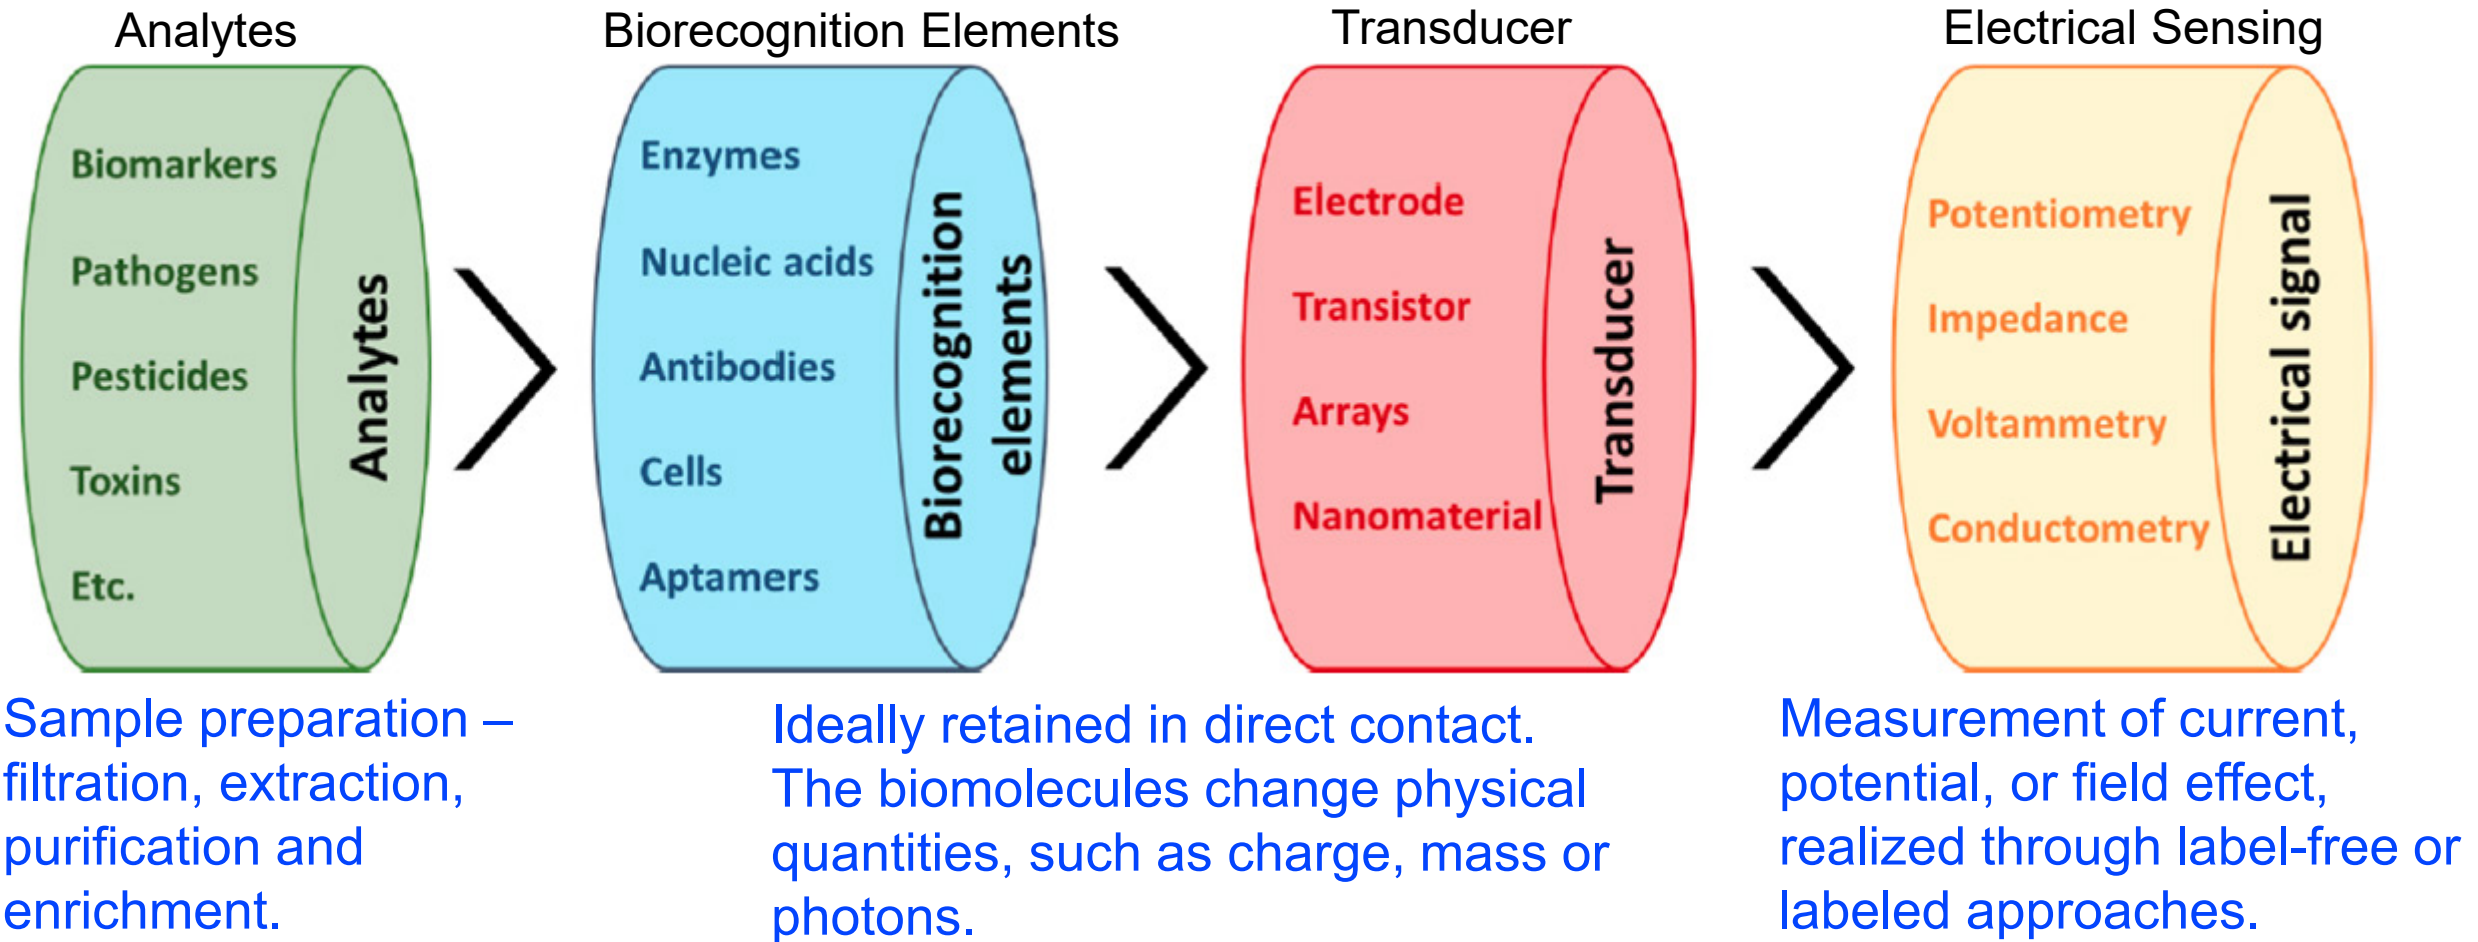 Analytes
Biomarkers
Pathogens
Pesticides
Toxins
Etc.
Analytes
Sample preparation –
filtration, extraction,
purification and
enrichment.
Biorecognition Elements
Enzymes
Nucleic acids
Antibodies
Cells
Aptamers
Biorecognition
elements
Transducer
Electrode
Transistor
Arrays
Nanomaterial
Transducer
Ideally retained in direct contact.
The biomolecules change physical
quantities, such as charge, mass or
photons.
Electrical Sensing
Potentiometry
Impedance
Voltammetry
Conductometry
Electrical signal
Measurement of current,
potential, or field effect,
realized through label-free or
labeled approaches.